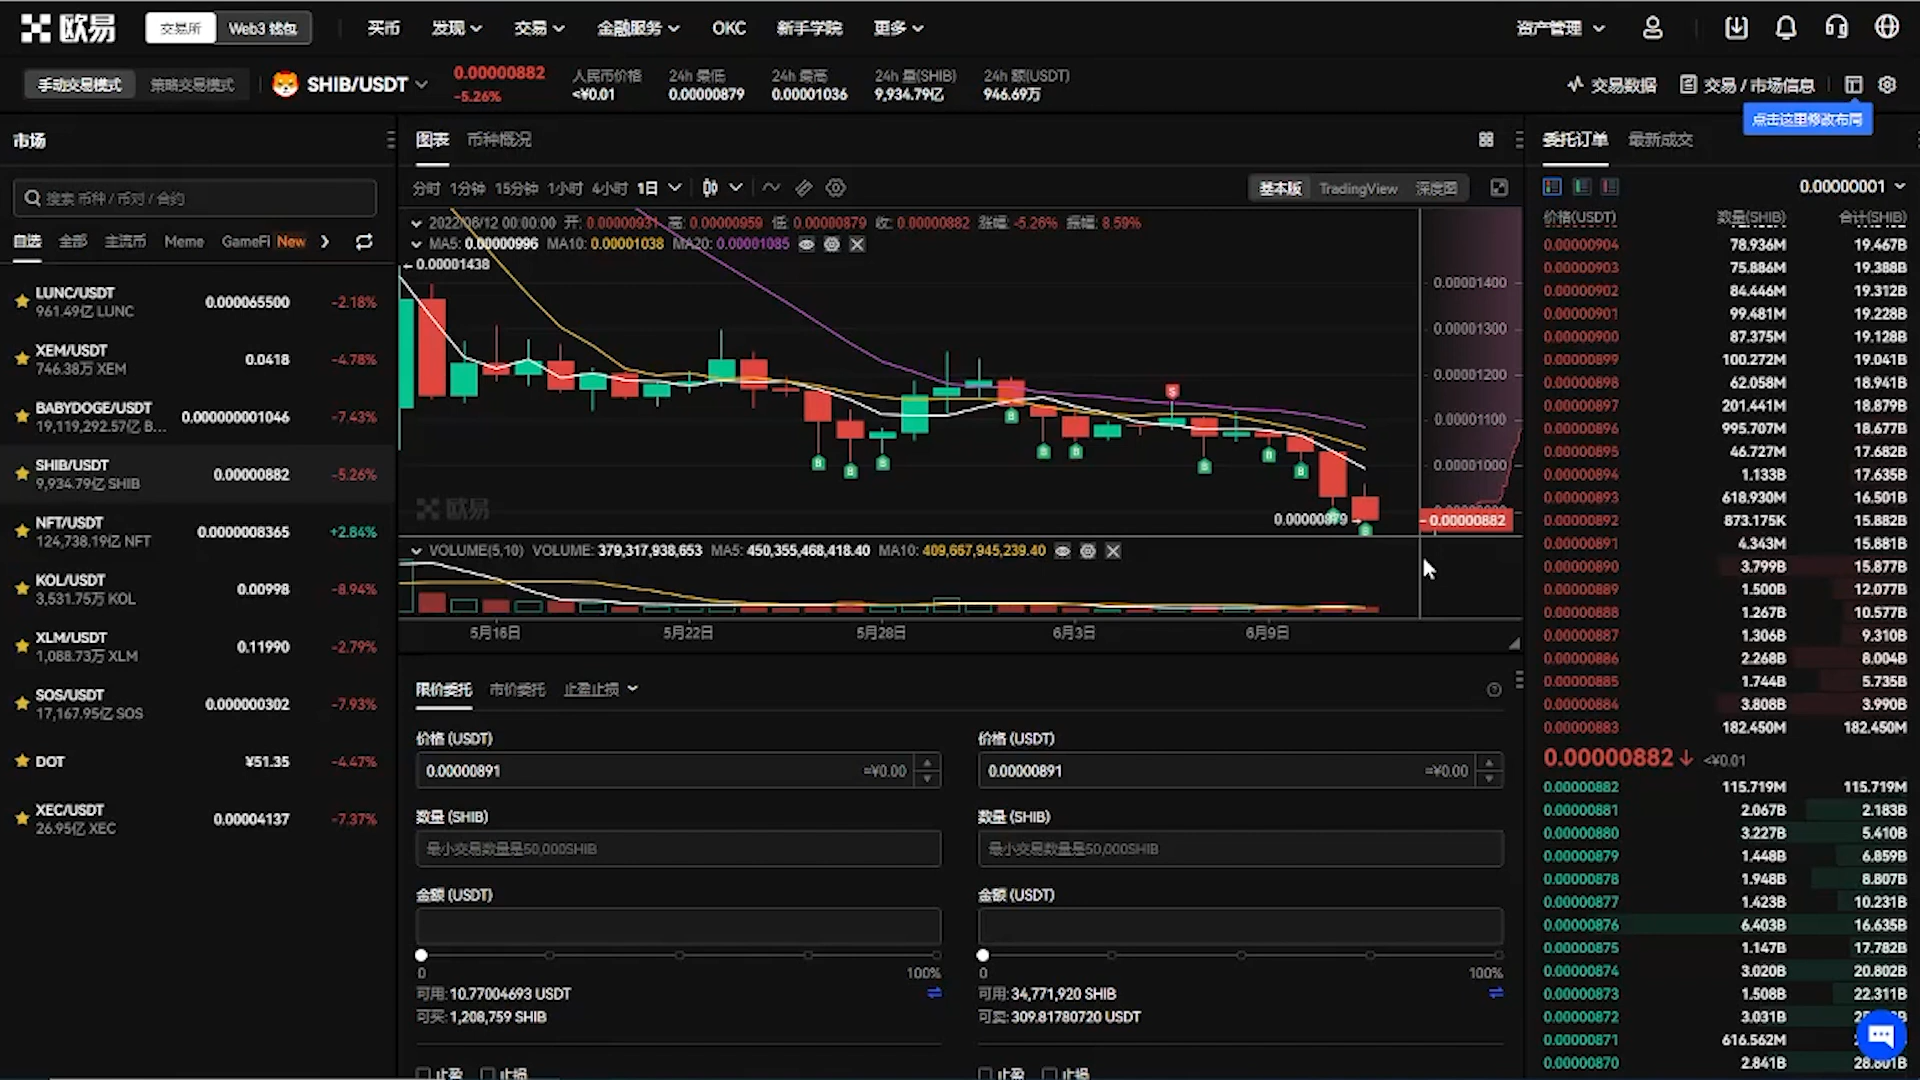 欧易 交易所 Web3 钱包 买币 发现 交易 金融服务 OKC 新手学院 更多 资产管理
手动交易模式 策略交易模式 SHIB/USDT 0.00000882 -5.26% 人民币价格 <¥0.01 24h 最低 0.00000879 24h 最高 0.00001036 24h 量(SHIB) 9,934.79亿 24h 额(USDT) 946.69万 交易数据 交易 / 市场信息
点击这里修改布局
市场
搜索 币种 / 币对 / 合约
自选 全部 主流币 Meme GameFi New
LUNC/USDT 0.000065500 -2.18%
961.49亿 LUNC
XEM/USDT 0.0418 -4.78%
746.38万 XEM
BABYDOGE/USDT 0.000000001046 -7.43%
19,119,292.57亿 B...
SHIB/USDT 0.00000882 -5.26%
9,934.79亿 SHIB
NFT/USDT 0.0000008365 +2.84%
124,738.19亿 NFT
KOL/USDT 0.00998 -8.94%
3,531.75万 KOL
XLM/USDT 0.11990 -2.79%
1,088.73万 XLM
SOS/USDT 0.000000302 -7.93%
17,167.95亿 SOS
DOT ¥51.35 -4.47%
XEC/USDT 0.00004137 -7.37%
26.95亿 XEC
图表 币种概况
分时 1分钟 15分钟 1小时 4小时 1日 基本版 TradingView 深度图
2022/06/12 00:00:00 开: 0.00000931 高: 0.00000959 低: 0.00000879 收: 0.00000882 涨幅: -5.26% 振幅: 8.59%
MA5: 0.00000996 MA10: 0.00001038 MA20: 0.00001085
0.00001438
0.00001400
0.00001300
0.00001200
S
0.00001100
B B B B B B B B B B
0.00001000
欧易
0.00000879
0.00000882
VOLUME(5,10) VOLUME: 379,317,938,653 MA5: 450,355,468,418.40 MA10: 409,667,945,239.40
5月16日 5月22日 5月28日 6月3日 6月9日
限价委托 市价委托 止盈止损
价格 (USDT) 价格 (USDT)
0.00000891 ≈¥0.00 0.00000891 ≈¥0.00
数量 (SHIB) 数量 (SHIB)
最小交易数量是50,000SHIB 最小交易数量是50,000SHIB
金额 (USDT) 金额 (USDT)
0 100% 0 100%
可用: 10.77004693 USDT 可用: 34,771,920 SHIB
可买: 1,208,759 SHIB 可卖: 309.81780720 USDT
止盈 止损 止盈 止损
委托订单 最新成交
0.00000001
价格(USDT) 数量(SHIB) 合计(SHIB)
0.00000904 78.936M 19.467B
0.00000903 75.886M 19.388B
0.00000902 84.446M 19.312B
0.00000901 99.481M 19.228B
0.00000900 87.375M 19.128B
0.00000899 100.272M 19.041B
0.00000898 62.058M 18.941B
0.00000897 201.441M 18.879B
0.00000896 995.707M 18.677B
0.00000895 46.727M 17.682B
0.00000894 1.133B 17.635B
0.00000893 618.930M 16.501B
0.00000892 873.175K 15.882B
0.00000891 4.343M 15.881B
0.00000890 3.799B 15.877B
0.00000889 1.500B 12.077B
0.00000888 1.267B 10.577B
0.00000887 1.306B 9.310B
0.00000886 2.268B 8.004B
0.00000885 1.744B 5.735B
0.00000884 3.808B 3.990B
0.00000883 182.450M 182.450M
0.00000882 <¥0.01
0.00000882 115.719M 115.719M
0.00000881 2.067B 2.183B
0.00000880 3.227B 5.410B
0.00000879 1.448B 6.859B
0.00000878 1.948B 8.807B
0.00000877 1.423B 10.231B
0.00000876 6.403B 16.635B
0.00000875 1.147B 17.782B
0.00000874 3.020B 20.802B
0.00000873 1.508B 22.311B
0.00000872 3.031B
0.00000871 616.562M
0.00000870 2.841B